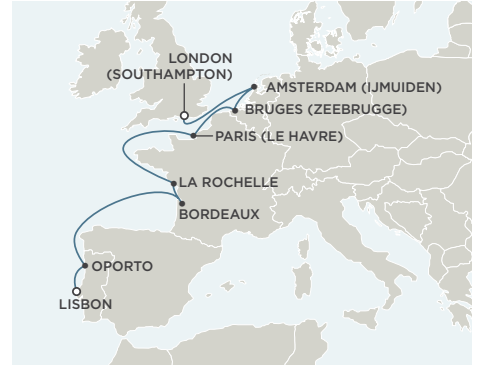 LONDON
(SOUTHAMPTON)
AMSTERDAM (IJMUIDEN)
BRUGES (ZEEBRUGGE)
PARIS (LE HAVRE)
LA ROCHELLE
BORDEAUX
OPORTO
LISBON